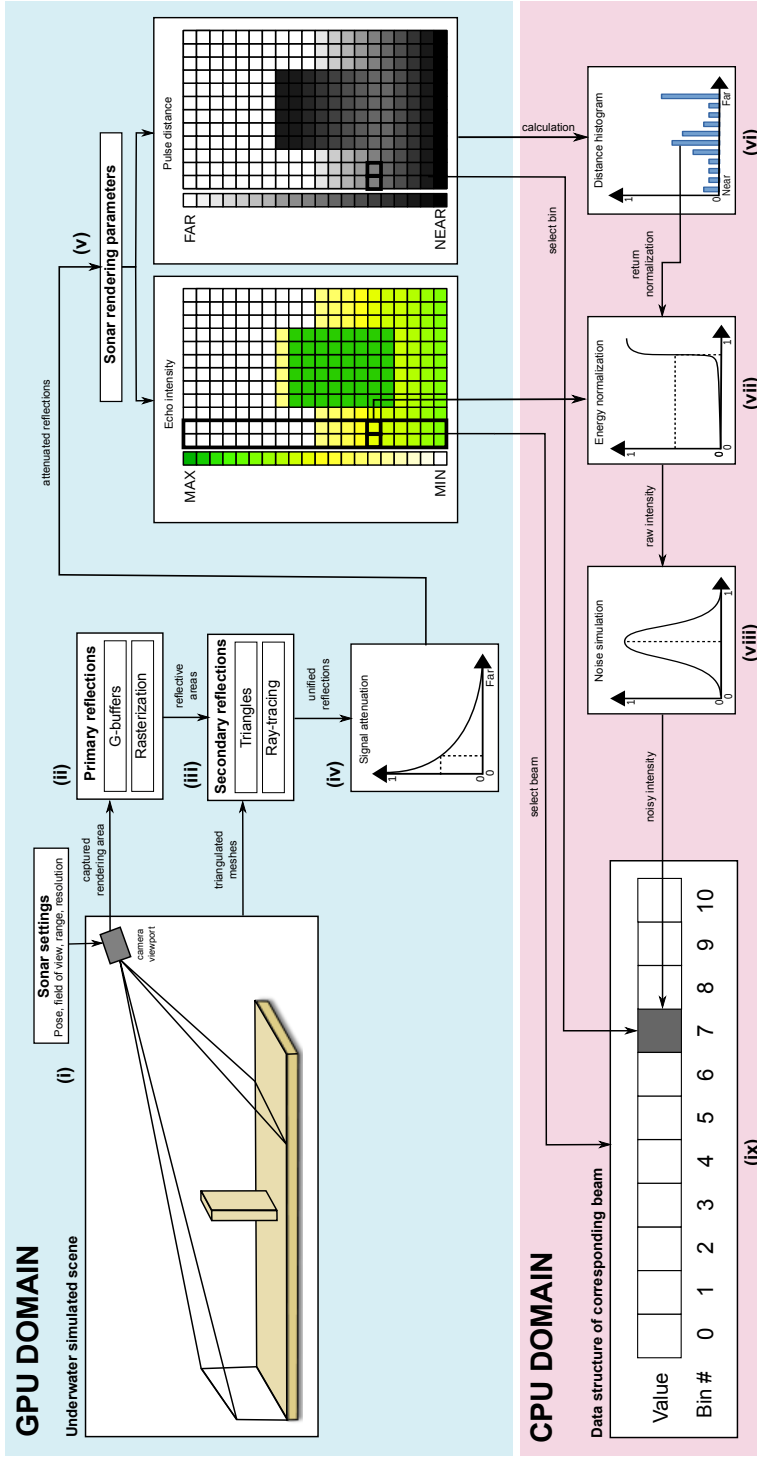 GPU DOMAIN
Underwater simulated scene
(i)
Sonar settings
Pose, field of view, range, resolution
camera
viewport
captured
rendering area
triangulated
meshes
(ii)
Primary reflections
G-buffers
Rasterization
reflective
areas
(iii)
Secondary reflections
Triangles
Ray-tracing
unified
reflections
(iv)
Signal attenuation
1
0
0
Far
attenuated reflections
(v)
Sonar rendering parameters
Echo intensity
MAX
MIN
Pulse distance
FAR
NEAR
CPU DOMAIN
select beam
select bin
calculation
Distance histogram
1
0
Near
Far
(vi)
return
normalization
Energy normalization
1
0
0
1
(vii)
raw intensity
Noise simulation
1
0
0
1
(viii)
noisy intensity
Data structure of corresponding beam
Value
Bin #
0 1 2 3 4 5 6 7 8 9 10
(ix)